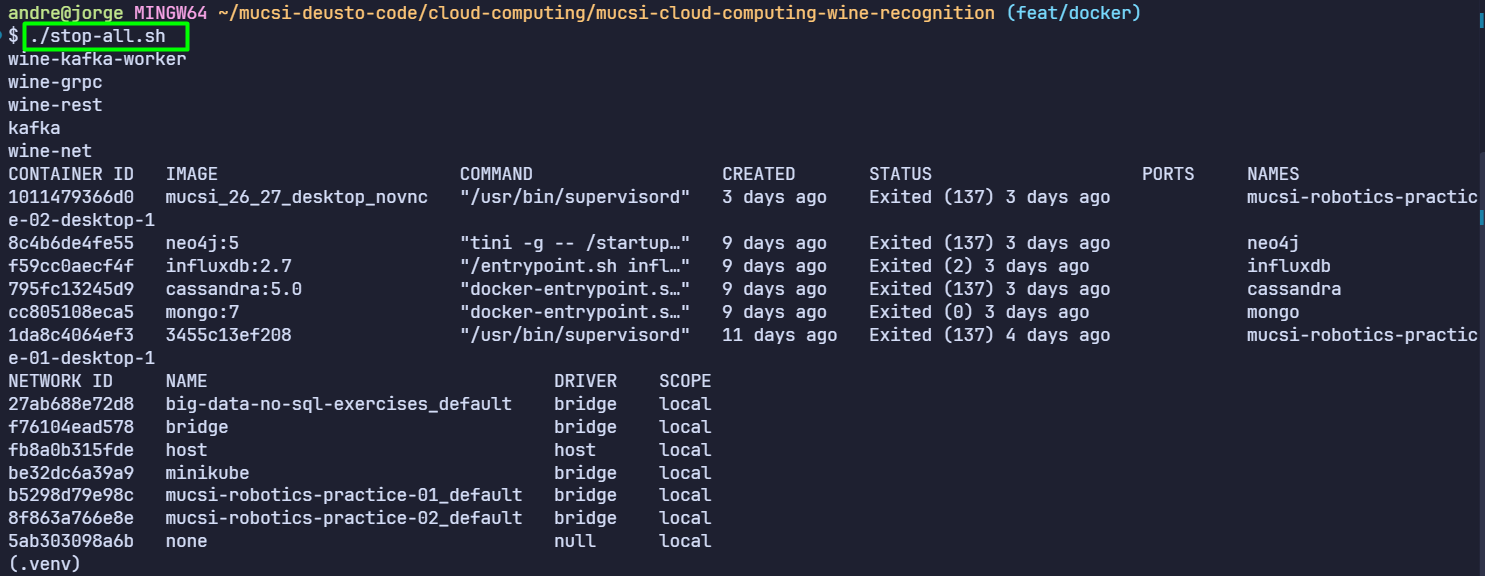 andre@jorge MINGW64 ~/mucsi-deusto-code/cloud-computing/mucsi-cloud-computing-wine-recognition (feat/docker)
$ ./stop-all.sh
wine-kafka-worker
wine-grpc
wine-rest
kafka
wine-net
CONTAINER ID   IMAGE                       COMMAND                  CREATED       STATUS                    PORTS     NAMES
1011479366d0   mucsi_26_27_desktop_novnc   "/usr/bin/supervisord"   3 days ago    Exited (137) 3 days ago             mucsi-robotics-practic
e-02-desktop-1
8c4b6de4fe55   neo4j:5                     "tini -g -- /startup…"   9 days ago    Exited (137) 3 days ago             neo4j
f59cc0aecf4f   influxdb:2.7                "/entrypoint.sh infl…"   9 days ago    Exited (2) 3 days ago               influxdb
795fc13245d9   cassandra:5.0               "docker-entrypoint.s…"   9 days ago    Exited (137) 3 days ago             cassandra
cc805108eca5   mongo:7                     "docker-entrypoint.s…"   9 days ago    Exited (0) 3 days ago               mongo
1da8c4064ef3   3455c13ef208                "/usr/bin/supervisord"   11 days ago   Exited (137) 4 days ago             mucsi-robotics-practic
e-01-desktop-1
NETWORK ID     NAME                                 DRIVER    SCOPE
27ab688e72d8   big-data-no-sql-exercises_default    bridge    local
f76104ead578   bridge                               bridge    local
fb8a0b315fde   host                                 host      local
be32dc6a39a9   minikube                             bridge    local
b5298d79e98c   mucsi-robotics-practice-01_default   bridge    local
8f863a766e8e   mucsi-robotics-practice-02_default   bridge    local
5ab303098a6b   none                                 null      local
(.venv)